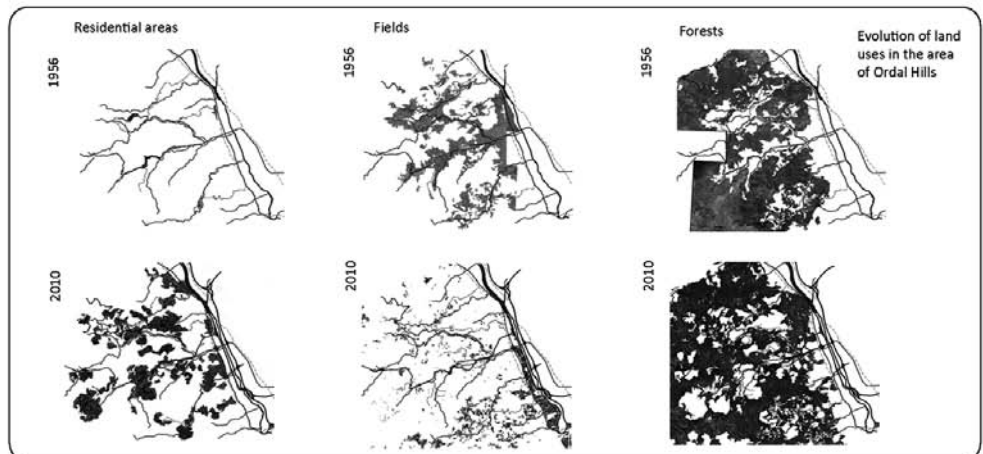 Residential areas
Fields
Forests
Evolution of land
uses in the area
of Ordal Hills
1956
1956
1956
2010
2010
2010